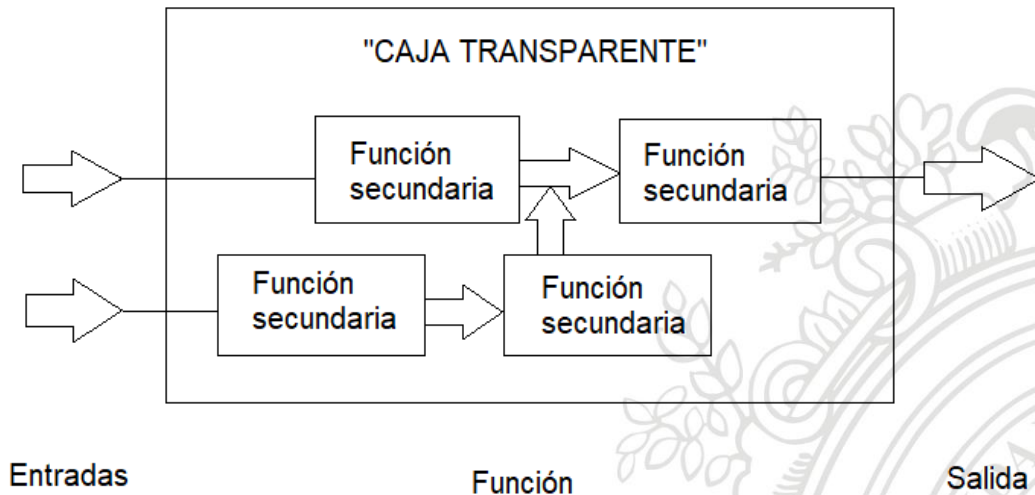 "CAJA TRANSPARENTE"
Función
secundaria
Función
secundaria
Función
secundaria
Función
secundaria
Entradas
Función
Salida